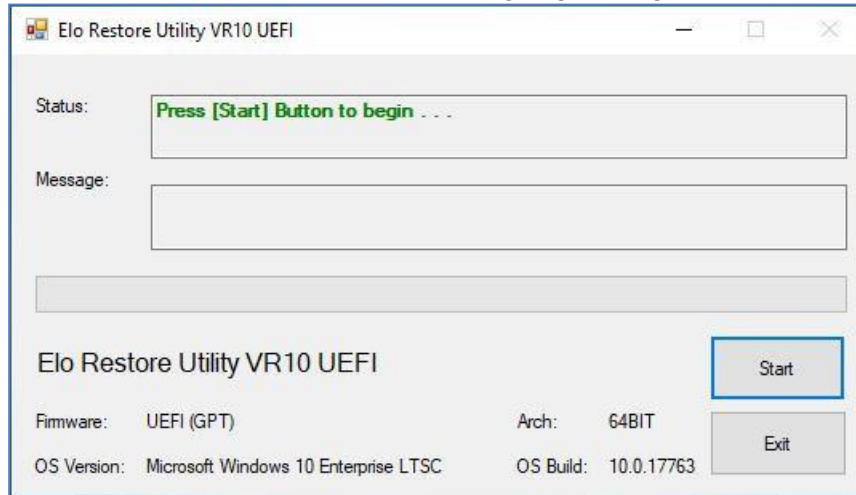 Elo Restore Utility VR10 UEFI
Status: Press [Start] Button to begin . . .
Message:
Elo Restore Utility VR10 UEFI
Start
Firmware: UEFI (GPT) Arch: 64BIT
Exit
OS Version: Microsoft Windows 10 Enterprise LTSC OS Build: 10.0.17763